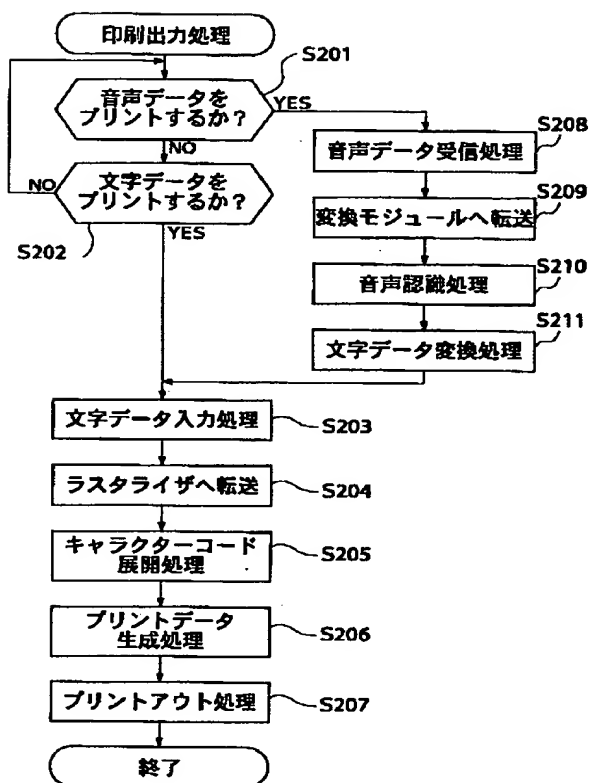 印刷出力処理
S201
音声データを
プリントするか?
YES
NO
文字データを
プリントするか?
NO
YES
S202
S208
音声データ受信処理
S209
変換モジュールへ転送
S210
音声認識処理
S211
文字データ変換処理
文字データ入力処理
S203
ラスタライザへ転送
S204
キャラクターコード
展開処理
S205
プリントデータ
生成処理
S206
プリントアウト処理
S207
終了